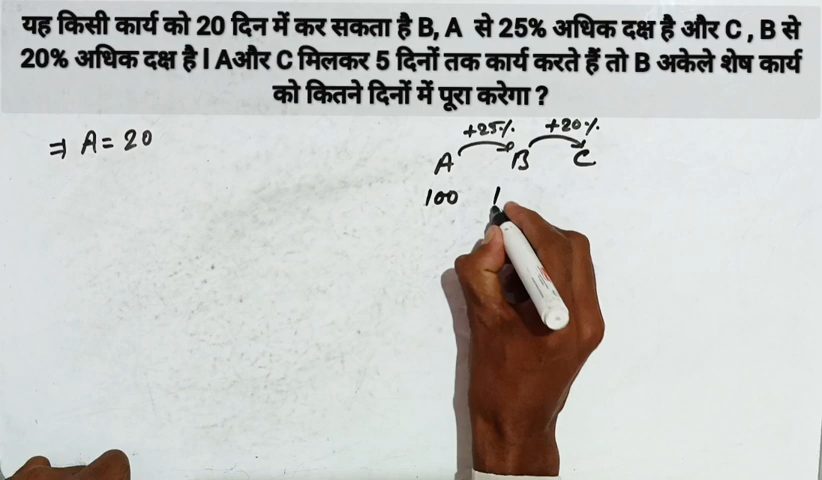 यह किसी कार्य को 20 दिन में कर सकता है B, A से 25% अधिक दक्ष है और C , B से
20% अधिक दक्ष है I Aऔर C मिलकर 5 दिनों तक कार्य करते हैं तो B अकेले शेष कार्य
को कितने दिनों में पूरा करेगा ?
+25% +20%
⇒ A = 20 A B C
100 1